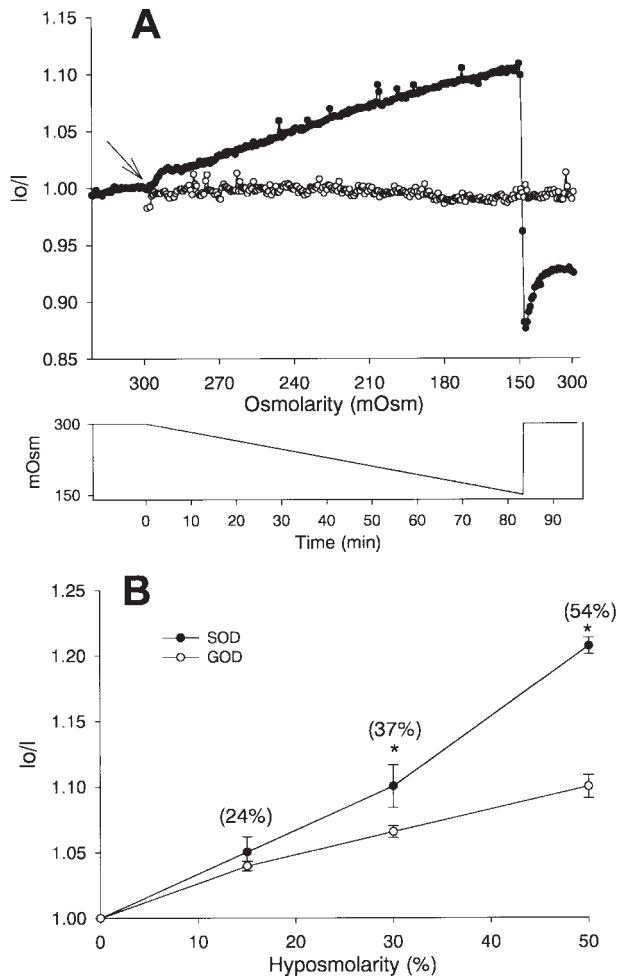 A
1.15
1.10
1.05
1.00
0.95
0.90
0.85
Io/I
300 270 240 210 180 150 300
Osmolarity (mOsm)
300
150
mOsm
0 10 20 30 40 50 60 70 80 90
Time (min)
B
1.25
1.20
1.15
1.10
1.05
1.00
Io/I
SOD
GOD
(24%)
(37%)
*
(54%)
*
0 10 20 30 40 50
Hyposmolarity (%)